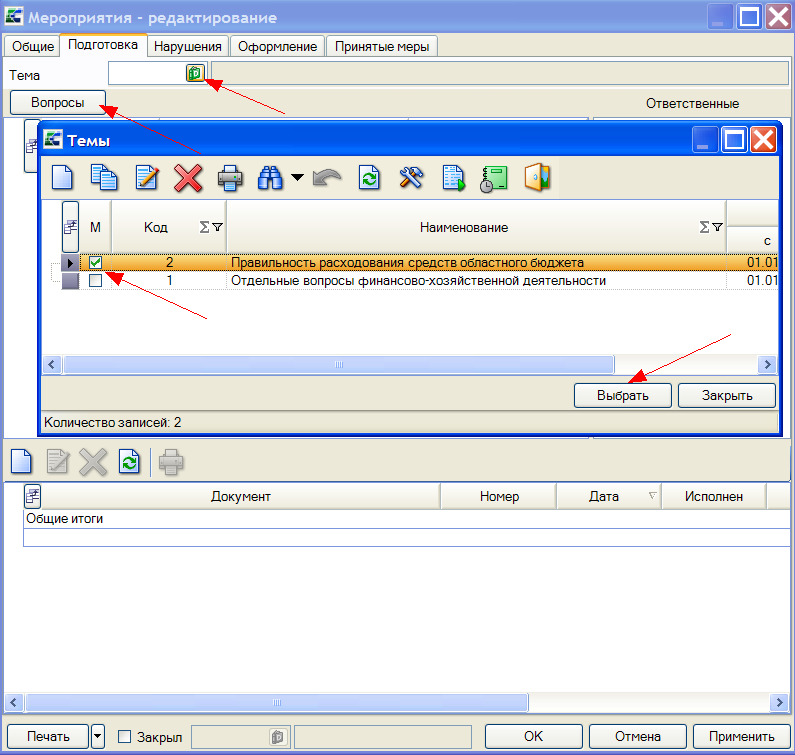 Мероприятия - редактирование
Общие Подготовка Нарушения Оформление Принятые меры
Тема
Вопросы Ответственные
Темы
М Код Наименование с
2 Правильность расходования средств областного бюджета 01.01
1 Отдельные вопросы финансово-хозяйственной деятельности 01.01
Выбрать Закрыть
Количество записей: 2
Документ Номер Дата Исполнен
Общие итоги
Печать Закрыл OK Отмена Применить